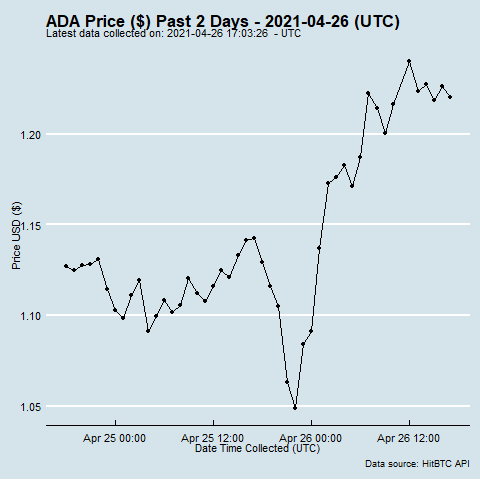 ADA Price ($) Past 2 Days - 2021-04-26 (UTC)
Latest data collected on: 2021-04-26 17:03:26 - UTC
1.20
1.15
Price USD ($)
1.10
1.05
Apr 25 00:00 Apr 25 12:00 Apr 26 00:00 Apr 26 12:00
Date Time Collected (UTC)
Data source: HitBTC API